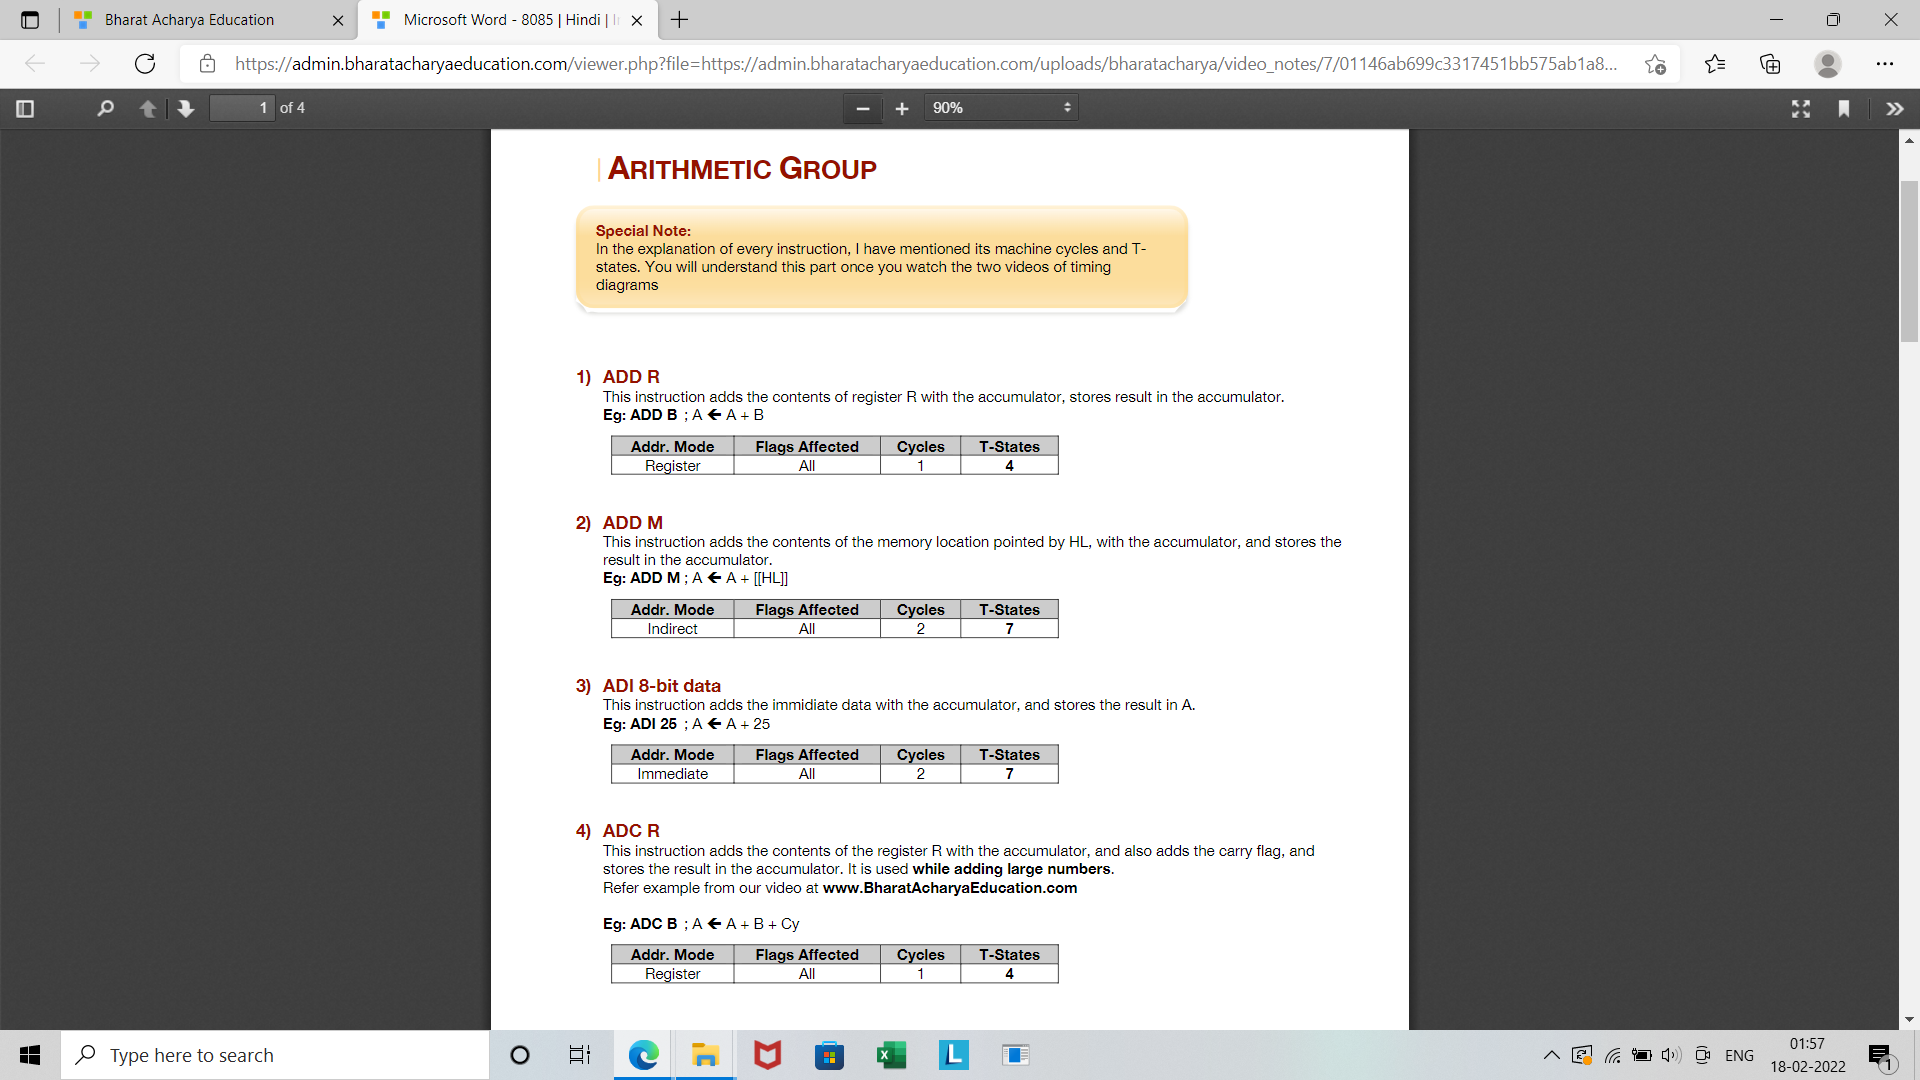 Bharat Acharya Education
Microsoft Word - 8085 | Hindi |
https://admin.bharatacharyaeducation.com/viewer.php?file=https://admin.bharatacharyaeducation.com/uploads/bharatacharya/video_notes/7/01146ab699c3317451bb575ab1a8...
1 of 4
90%
ARITHMETIC GROUP
Special Note:
In the explanation of every instruction, I have mentioned its machine cycles and T-
states. You will understand this part once you watch the two videos of timing
diagrams
1) ADD R
This instruction adds the contents of register R with the accumulator, stores result in the accumulator.
Eg: ADD B ; A ← A + B
Addr. Mode Flags Affected Cycles T-States
Register All 1 4
2) ADD M
This instruction adds the contents of the memory location pointed by HL, with the accumulator, and stores the
result in the accumulator.
Eg: ADD M ; A ← A + [[HL]]
Addr. Mode Flags Affected Cycles T-States
Indirect All 2 7
3) ADI 8-bit data
This instruction adds the immidiate data with the accumulator, and stores the result in A.
Eg: ADI 25 ; A ← A + 25
Addr. Mode Flags Affected Cycles T-States
Immediate All 2 7
4) ADC R
This instruction adds the contents of the register R with the accumulator, and also adds the carry flag, and
stores the result in the accumulator. It is used while adding large numbers.
Refer example from our video at www.BharatAcharyaEducation.com
Eg: ADC B ; A ← A + B + Cy
Addr. Mode Flags Affected Cycles T-States
Register All 1 4
Type here to search
L
ENG
01:57
18-02-2022
1